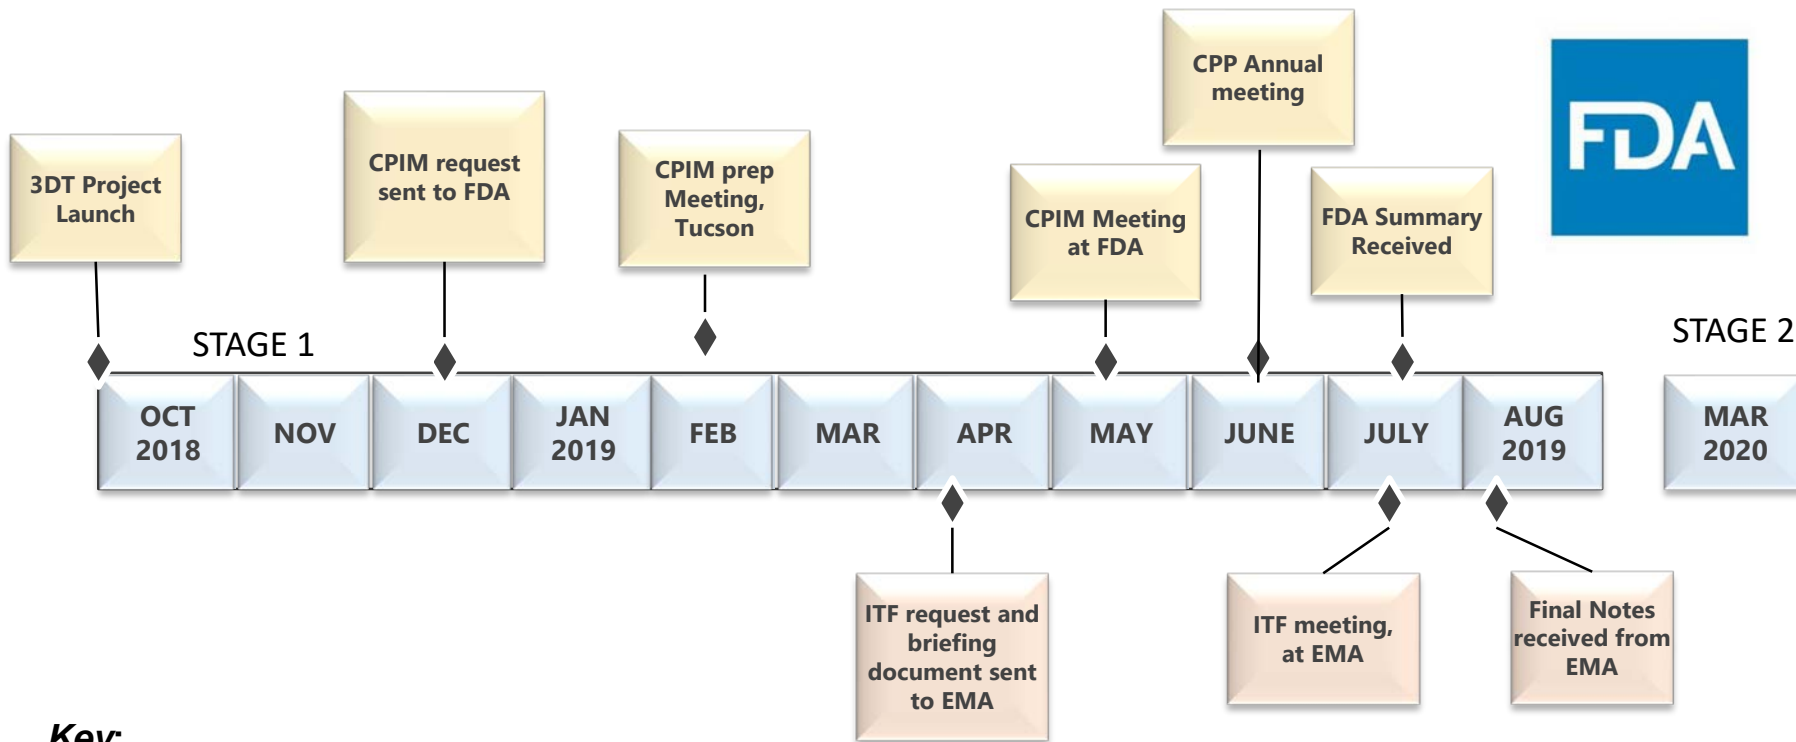 CPP Annual
meeting
FDA
3DT Project
Launch
CPIM request
sent to FDA
CPIM prep
Meeting,
Tucson
CPIM Meeting
at FDA
FDA Summary
Received
STAGE 1
STAGE 2
OCT
2018
NOV
DEC
JAN
2019
FEB
MAR
APR
MAY
JUNE
JULY
AUG
2019
MAR
2020
ITF request and
briefing
document sent
to EMA
ITF meeting,
at EMA
Final Notes
received from
EMA
Key: